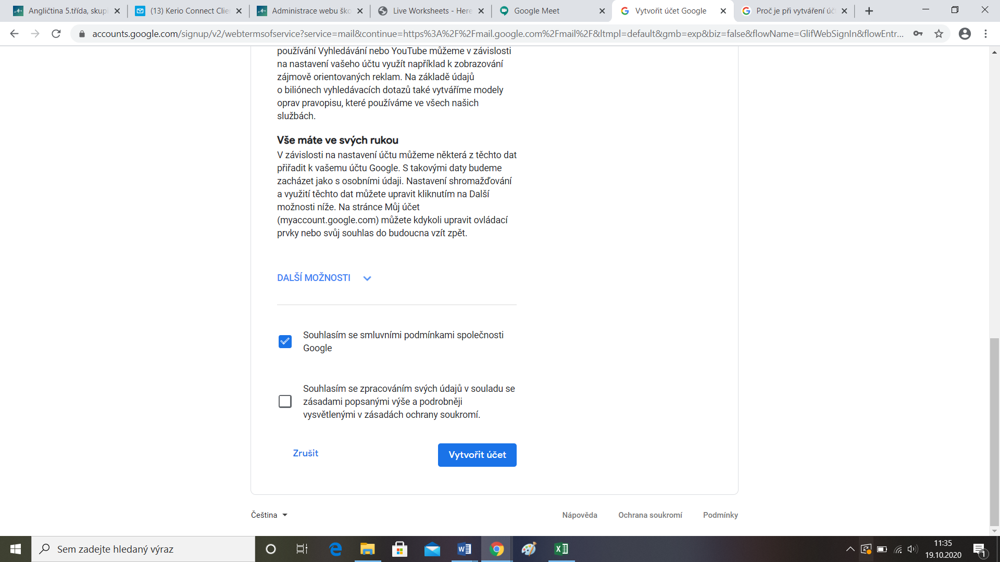 Angličtina 5.třída, skupi
(13) Kerio Connect Clie
Administrace webu ško
Live Worksheets - Here
Google Meet
Vytvořit účet Google
Proč je při vytváření úč
accounts.google.com/signup/v2/webtermsofservice?service=mail&continue=https%3A%2F%2Fmail.google.com%2Fmail%2F&ltmpl=default&gmb=exp&biz=false&flowName=GlifWebSignIn&flowEntr...
používání Vyhledávání nebo YouTube můžeme v závislosti
na nastavení vašeho účtu využít například k zobrazování
zájmově orientovaných reklam. Na základě údajů
o biliónech vyhledávacích dotazů také vytváříme modely
oprav pravopisu, které používáme ve všech našich
službách.
Vše máte ve svých rukou
V závislosti na nastavení účtu můžeme některá z těchto dat
přiřadit k vašemu účtu Google. S takovými daty budeme
zacházet jako s osobními údaji. Nastavení shromažďování
a využití těchto dat můžete upravit kliknutím na Další
možnosti níže. Na stránce Můj účet
(myaccount.google.com) můžete kdykoli upravit ovládací
prvky nebo svůj souhlas do budoucna vzít zpět.
DALŠÍ MOŽNOSTI
Souhlasím se smluvními podmínkami společnosti
Google
Souhlasím se zpracováním svých údajů v souladu se
zásadami popsanými výše a podrobněji
vysvětlenými v zásadách ochrany soukromí.
Zrušit
Vytvořit účet
Čeština
Nápověda
Ochrana soukromí
Podmínky
Sem zadejte hledaný výraz
11:35
19.10.2020
1